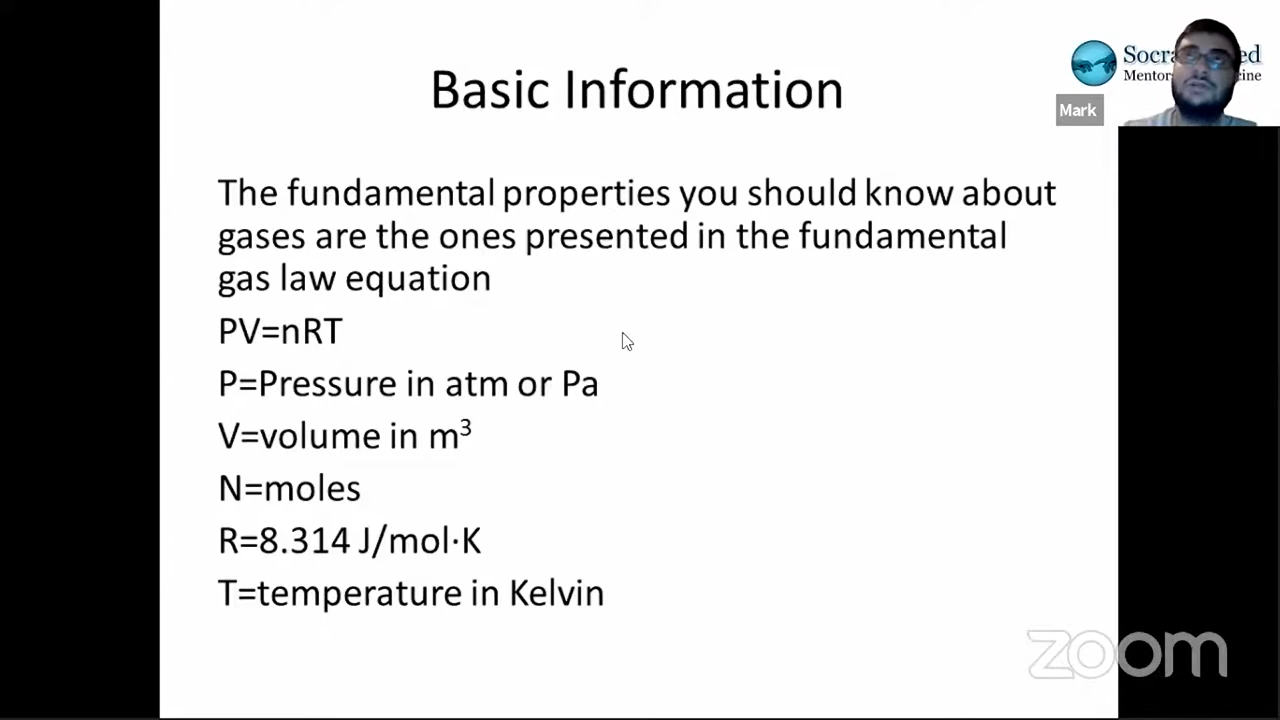 Basic Information
Mark
The fundamental properties you should know about
gases are the ones presented in the fundamental
gas law equation
PV=nRT
P=Pressure in atm or Pa
V=volume in m³
N=moles
R=8.314 J/mol·K
T=temperature in Kelvin
zoom